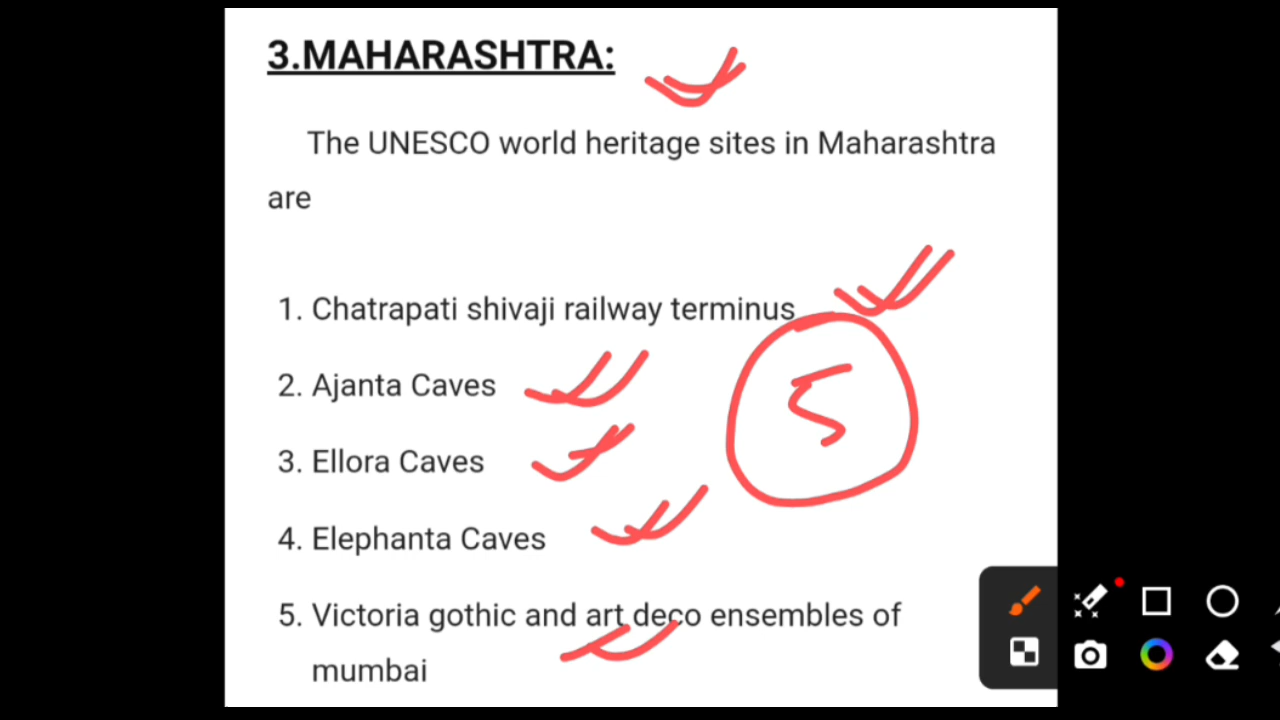 3.MAHARASHTRA:
The UNESCO world heritage sites in Maharashtra
are
1. Chatrapati shivaji railway terminus
5
2. Ajanta Caves
3. Ellora Caves
4. Elephanta Caves
5. Victoria gothic and art deco ensembles of
mumbai